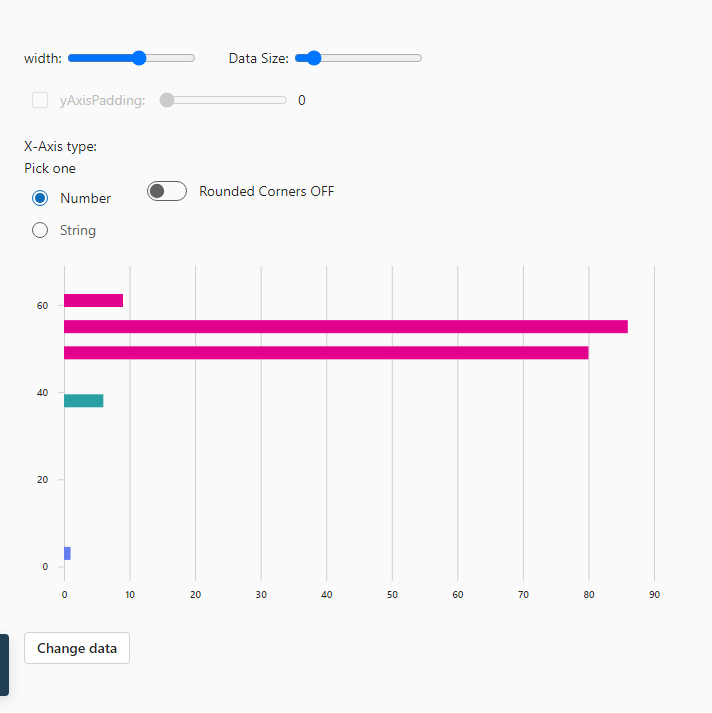 width: Data Size:
yAxisPadding: 0
X-Axis type:
Pick one
Number
Rounded Corners OFF
String
60
40
20
0
0 10 20 30 40 50 60 70 80 90
Change data